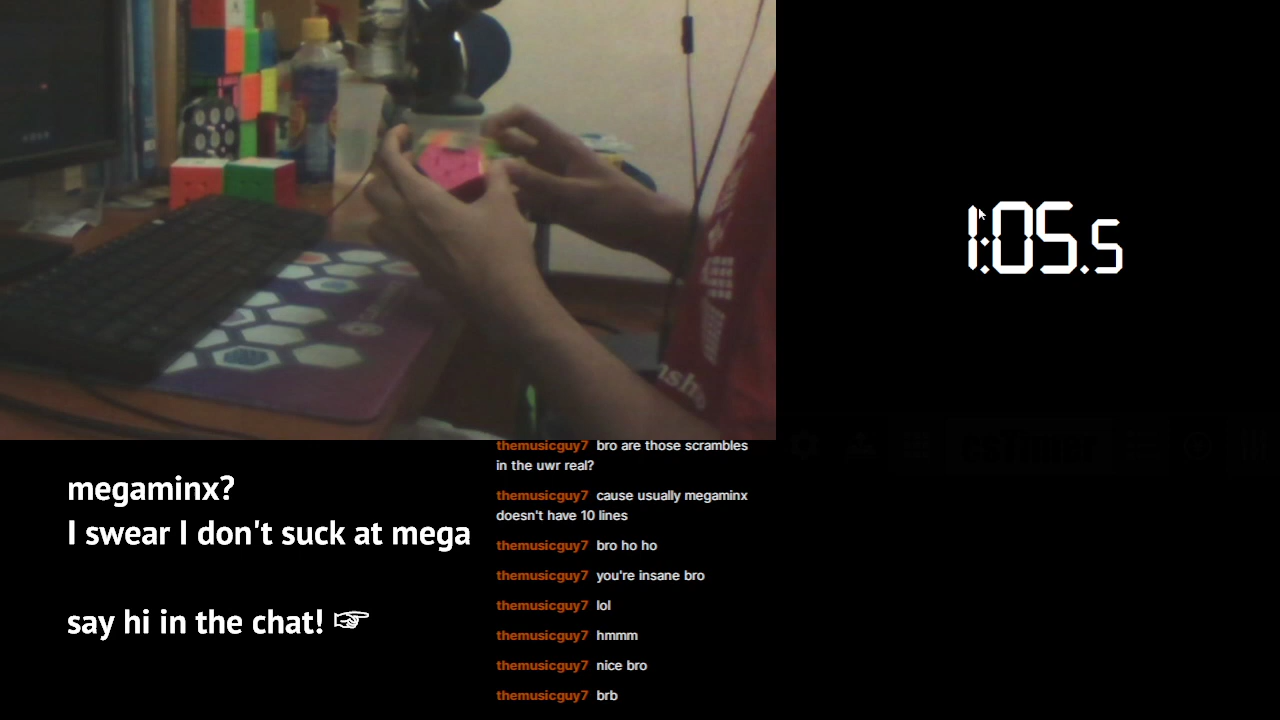 1:05.5
megaminx?
I swear I don't suck at mega
say hi in the chat! ☞
themusicguy7 bro are those scrambles
in the uwr real?
themusicguy7 cause usually megaminx
doesn't have 10 lines
themusicguy7 bro ho ho
themusicguy7 you're insane bro
themusicguy7 lol
themusicguy7 hmmm
themusicguy7 nice bro
themusicguy7 brb